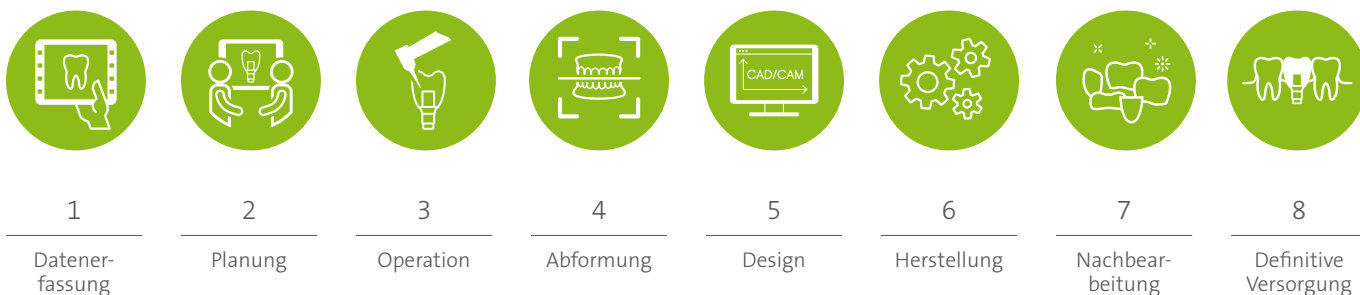 CAD/CAM
1
Datener-
fassung
2
Planung
3
Operation
4
Abformung
5
Design
6
Herstellung
7
Nachbear-
beitung
8
Definitive
Versorgung